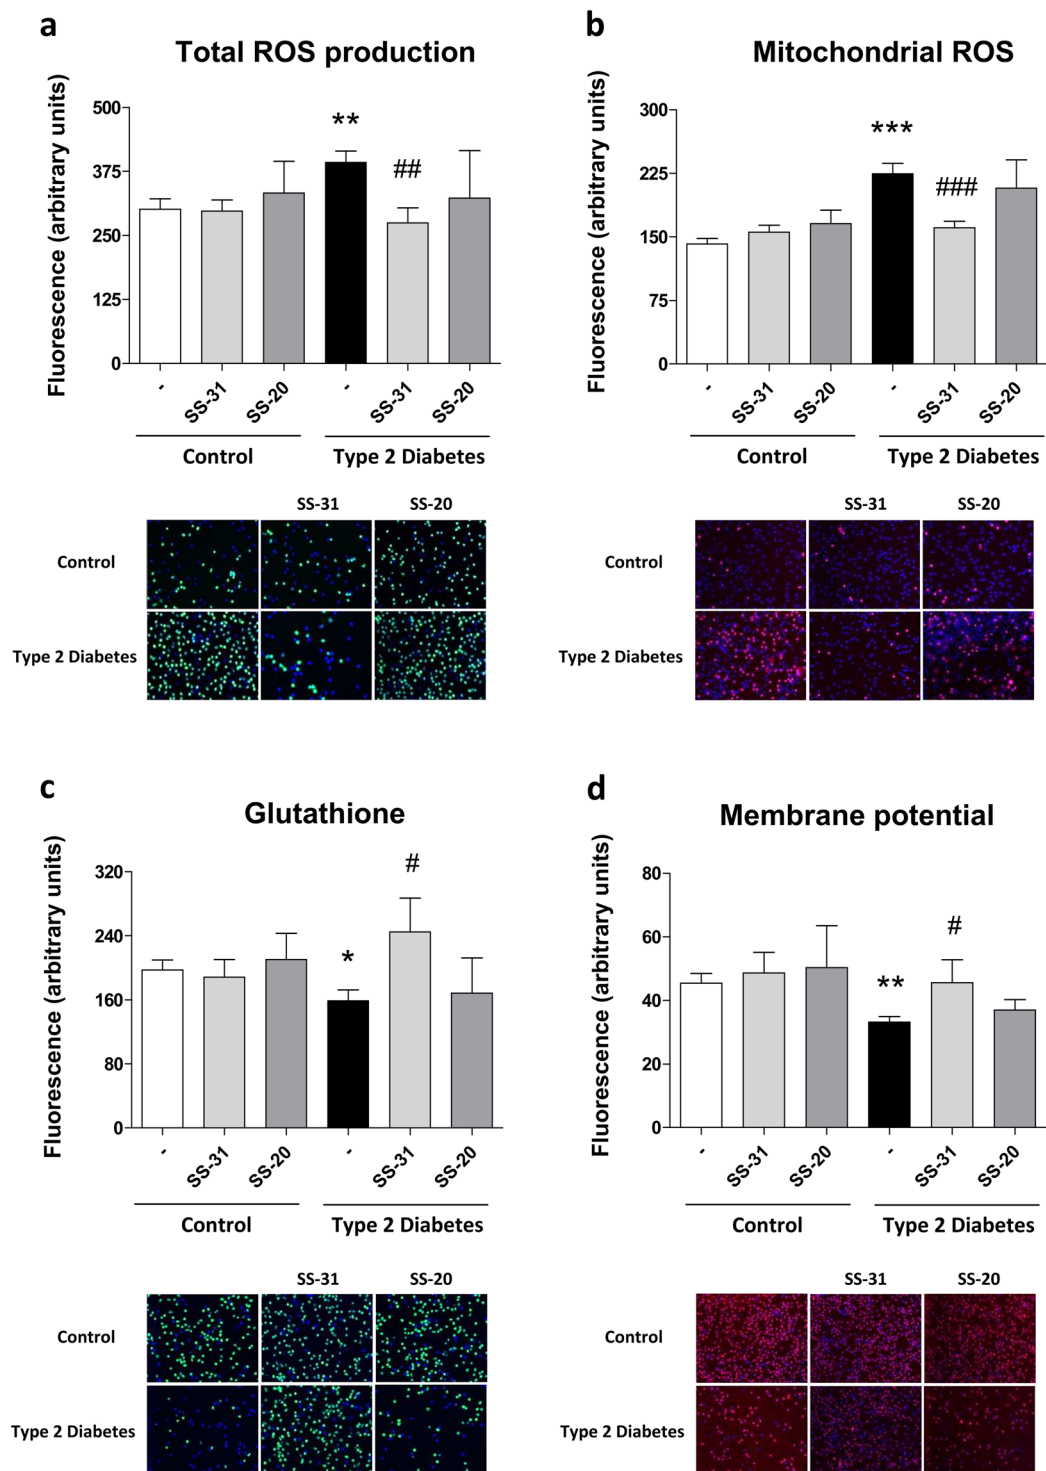 a
Total ROS production
Fluorescence (arbitrary units)
500
375
250
125
0
**
##
-
SS-31
SS-20
-
SS-31
SS-20
Control
Type 2 Diabetes
SS-31
SS-20
Control
Type 2 Diabetes
b
Mitochondrial ROS
Fluorescence (arbitrary units)
300
225
150
75
0
***
###
-
SS-31
SS-20
-
SS-31
SS-20
Control
Type 2 Diabetes
SS-31
SS-20
Control
Type 2 Diabetes
c
Glutathione
Fluorescence (arbitrary units)
320
240
160
80
0
*
#
-
SS-31
SS-20
-
SS-31
SS-20
Control
Type 2 Diabetes
SS-31
SS-20
Control
Type 2 Diabetes
d
Membrane potential
Fluorescence (arbitrary units)
80
60
40
20
0
**
#
-
SS-31
SS-20
-
SS-31
SS-20
Control
Type 2 Diabetes
SS-31
SS-20
Control
Type 2 Diabetes